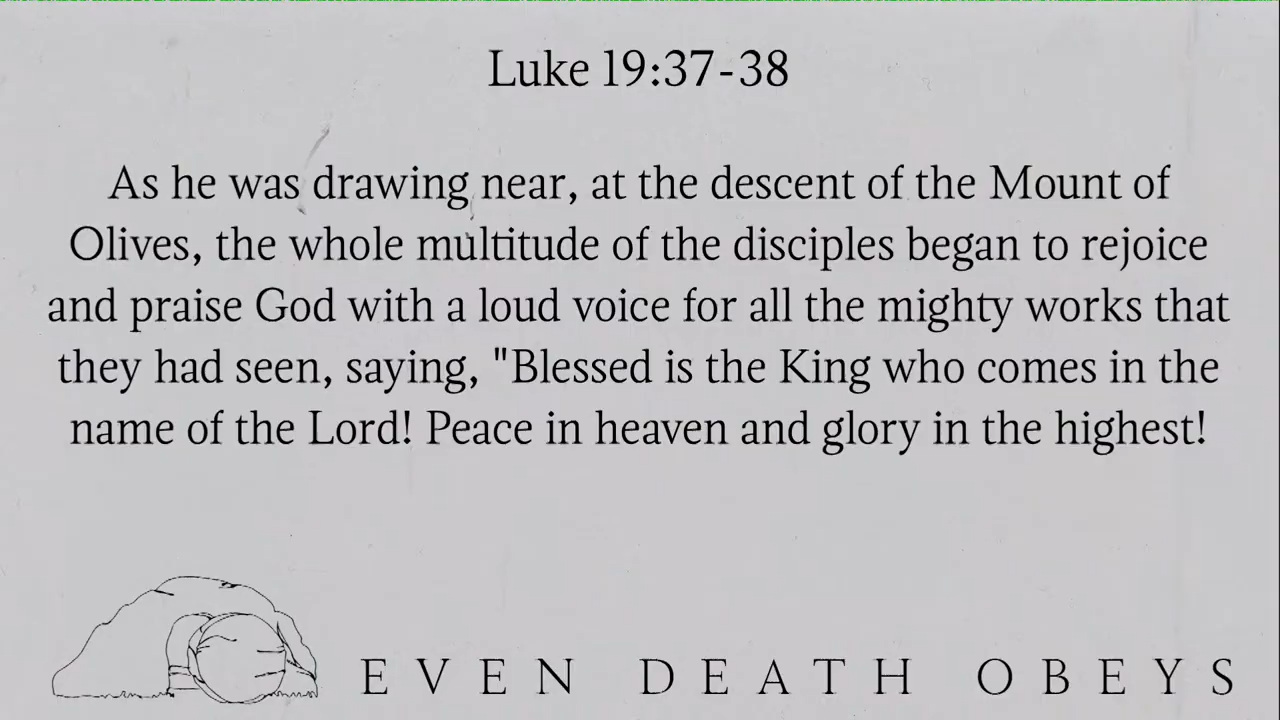 Luke 19:37-38
As he was drawing near, at the descent of the Mount of
Olives, the whole multitude of the disciples began to rejoice
and praise God with a loud voice for all the mighty works that
they had seen, saying, "Blessed is the King who comes in the
name of the Lord! Peace in heaven and glory in the highest!
EVEN DEATH OBEYS